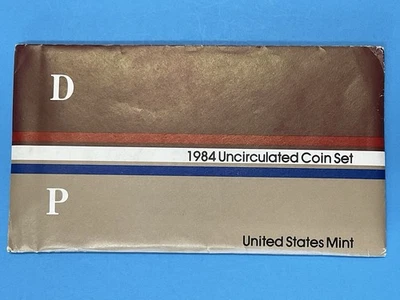 D
1984 Uncirculated Coin Set
P
United States Mint